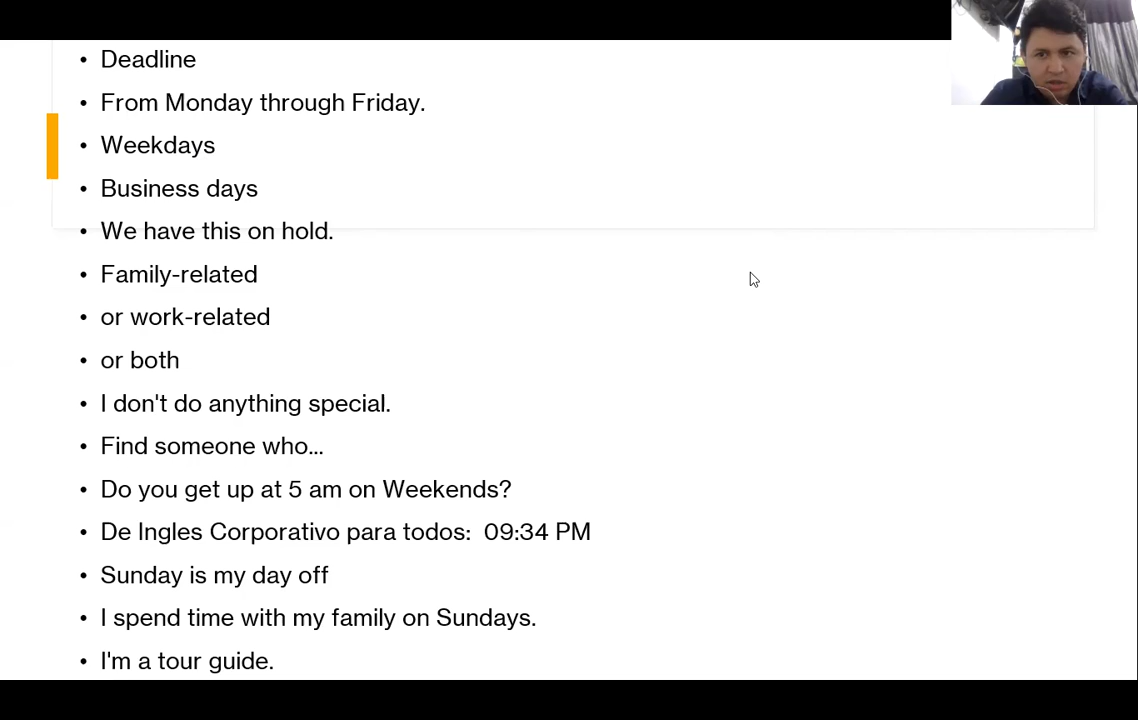 • Deadline
• From Monday through Friday.
• Weekdays
• Business days
• We have this on hold.
• Family-related
• or work-related
• or both
• I don't do anything special.
• Find someone who...
• Do you get up at 5 am on Weekends?
• De Ingles Corporativo para todos:  09:34 PM
• Sunday is my day off
• I spend time with my family on Sundays.
• I'm a tour guide.